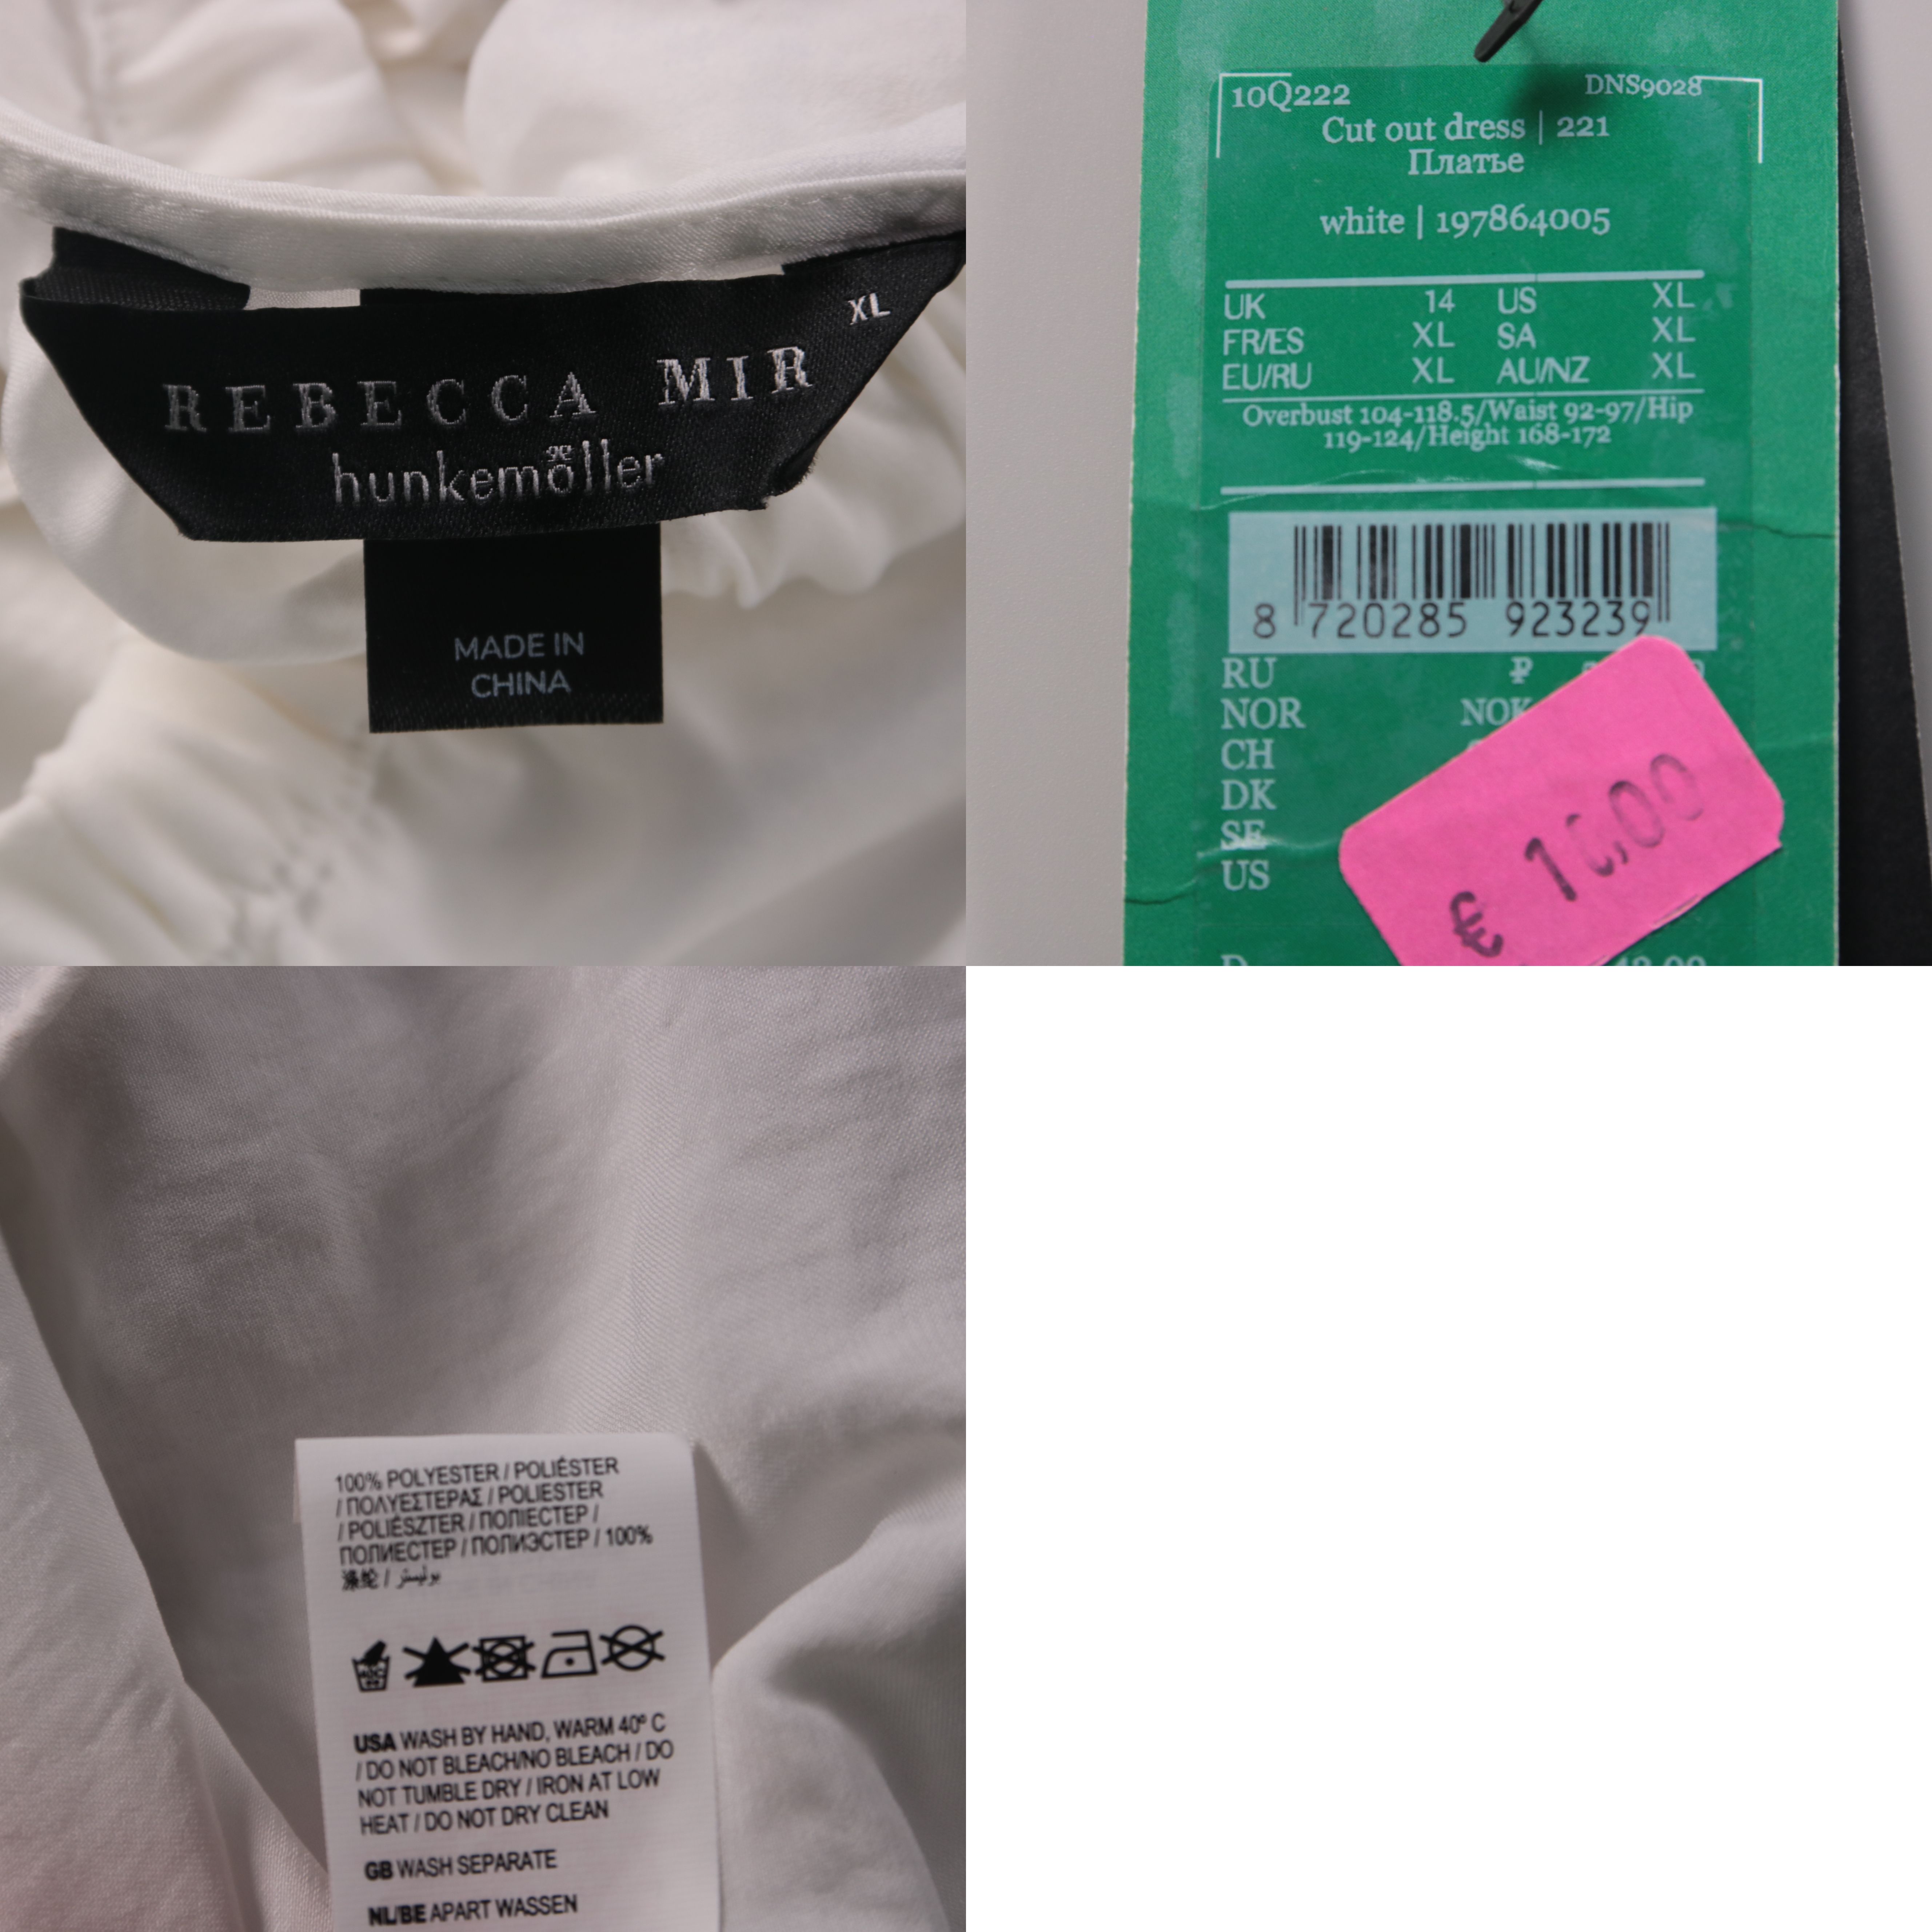 XL
REBECCA MIR
hunkemöller
MADE IN
CHINA
10Q222 DNS9028
Cut out dress | 221
Платье
white | 197864005
UK 14 US XL
FR/ES XL SA XL
EU/RU XL AU/NZ XL
Overbust 104-118.5/Waist 92-97/Hip
119-124/Height 168-172
8 720285 923239
RU ₽
NOR NOK
CH
DK
SE
US
€ 10,00
100% POLYESTER / POLIÉSTER
/ ΠΟΛΥΕΣΤΕΡΑΣ / POLIESTER
/ POLIÉSZTER / ПОЛІЕСТЕР /
ПОЛИЕСТЕР / ПОЛИЭСТЕР / 100%
涤纶 / بوليستر
USA WASH BY HAND, WARM 40º C
/ DO NOT BLEACH/NO BLEACH / DO
NOT TUMBLE DRY / IRON AT LOW
HEAT / DO NOT DRY CLEAN
GB WASH SEPARATE
NL/BE APART WASSEN